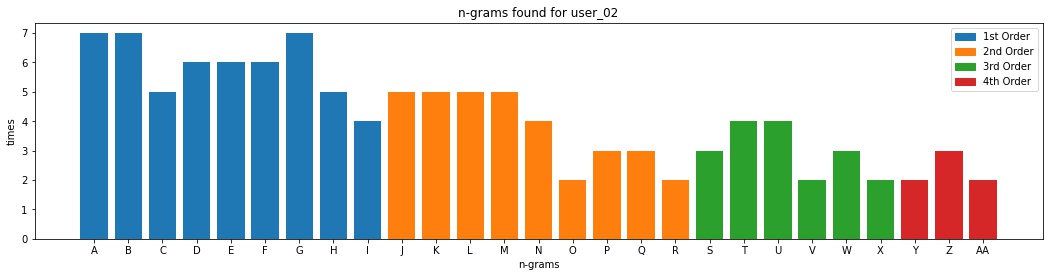 n-grams found for user_02
7
6
5
4
3
2
1
0
times
A B C D E F G H I J K L M N O P Q R S T U V W X Y Z AA
n-grams
1st Order
2nd Order
3rd Order
4th Order